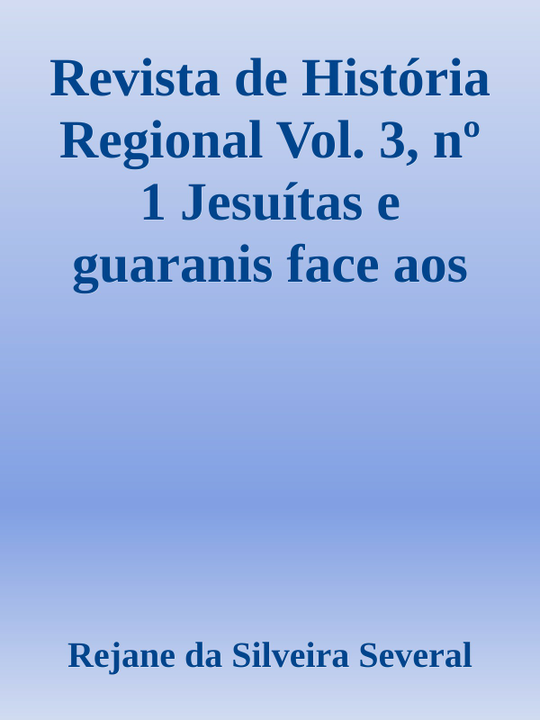 Revista de História
Regional Vol. 3, nº
1 Jesuítas e
guaranis face aos
Rejane da Silveira Several